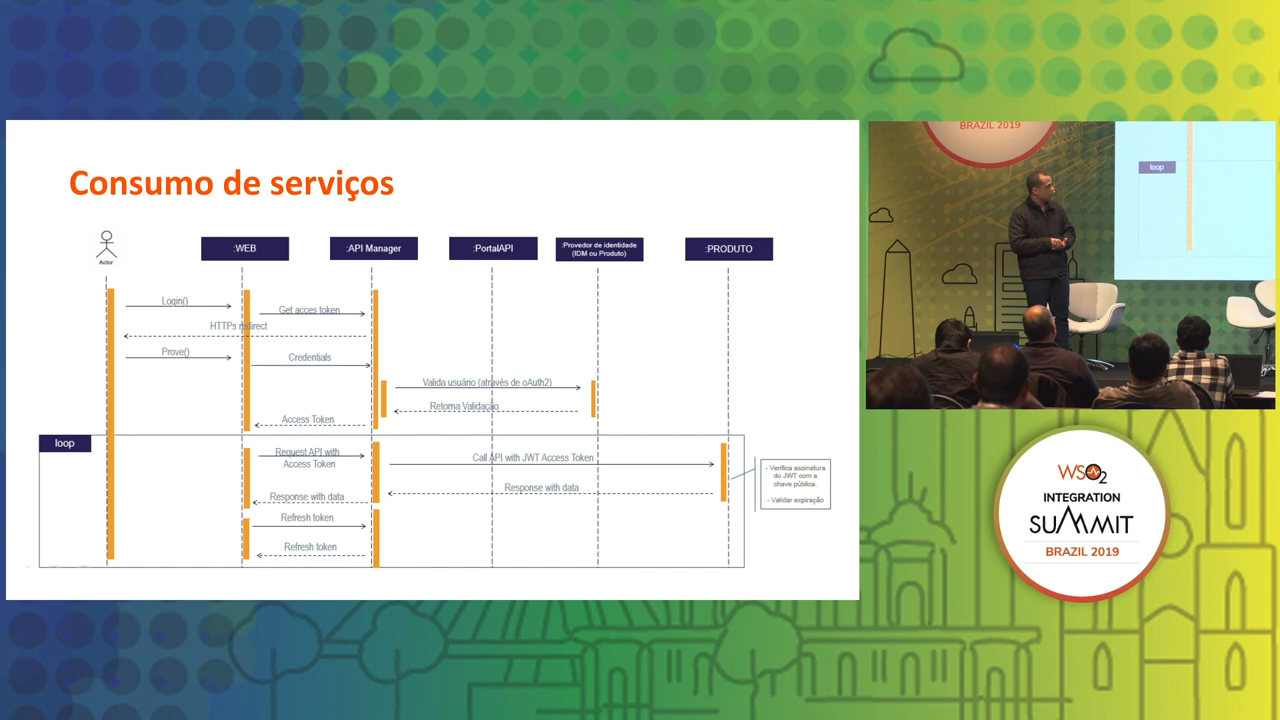 Consumo de serviços
Actor
:WEB
:API Manager
:PortalAPI
:Provedor de identidade
(IDM ou Produto)
:PRODUTO
Login()
Get acces token
HTTPs redirect
Prove()
Credentials
Valida usuário (através de oAuth2)
Retorna Validação
Access Token
loop
Request API with
Access Token
Call API with JWT Access Token
Response with data
Response with data
Refresh token
Refresh token
- Verifica assinatura
do JWT com a
chave pública.
- Validar expiração
BRAZIL 2019
loop
WSO2
INTEGRATION
SUMMIT
BRAZIL 2019